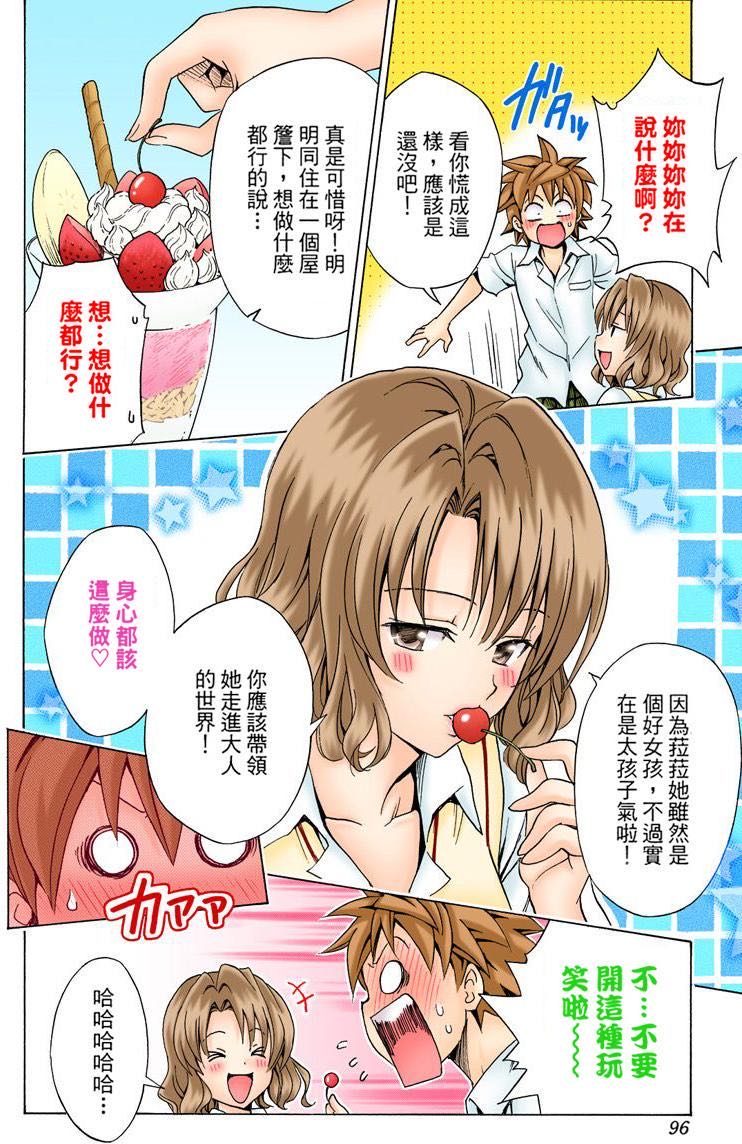 妳妳妳妳在
說什麼啊？
ガタッ
看你慌成這
樣，應該是
還沒吧！
真是可惜呀！明
明同住在一個屋
簷下，想做什麼
都行的說…
想…想做什
麼都行？
因為菈菈她雖然是
個好女孩，不過實
在是太孩子氣啦！
你應該帶領
她走進大人
的世界！
身心都該
這麼做♡
カァァァ
不…不要
開這種玩
笑啦～～
哈
哈哈哈哈…
96